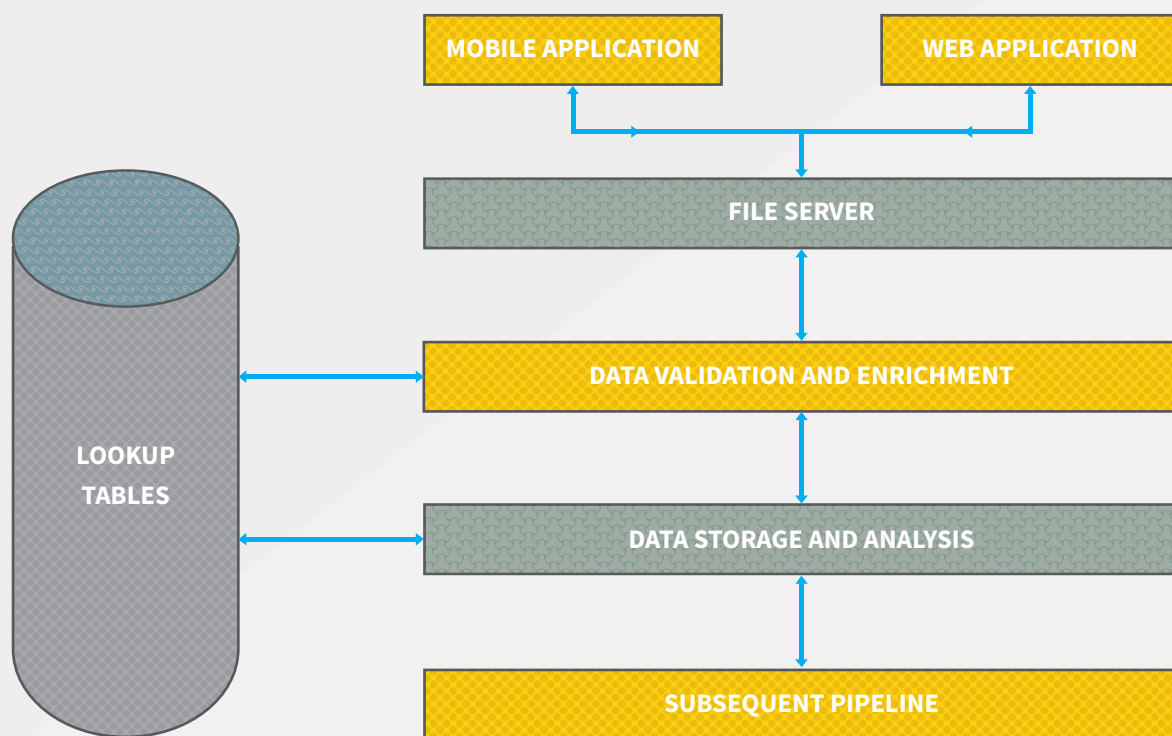 MOBILE APPLICATION
WEB APPLICATION
FILE SERVER
DATA VALIDATION AND ENRICHMENT
LOOKUP
TABLES
DATA STORAGE AND ANALYSIS
SUBSEQUENT PIPELINE